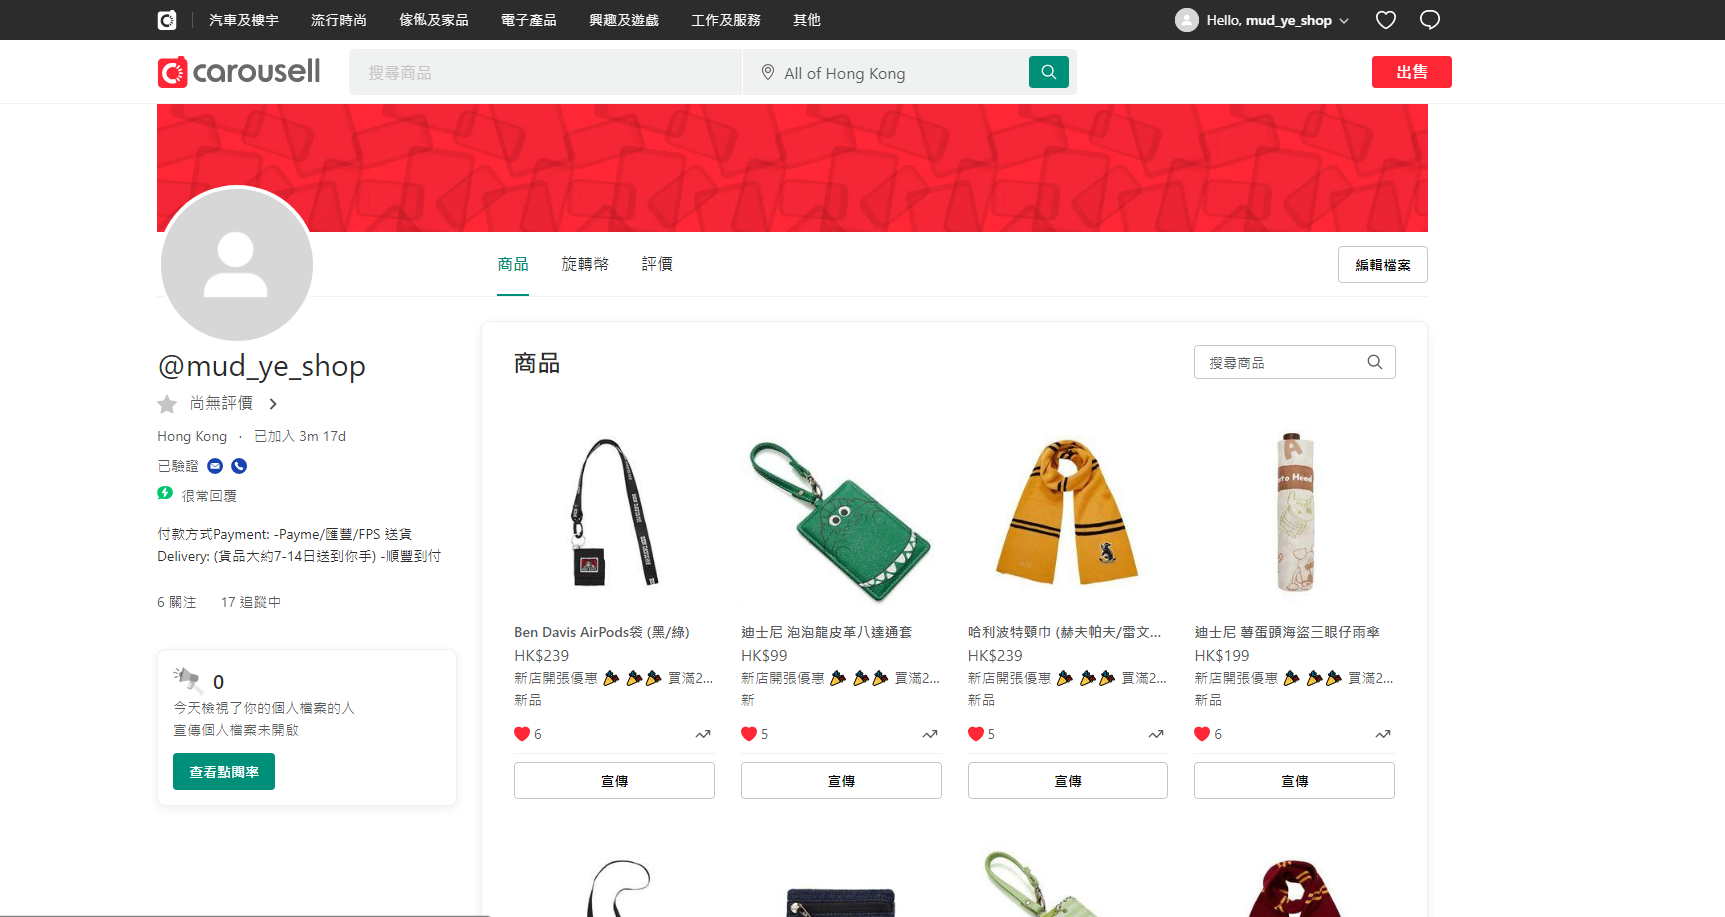 汽車及樓宇 流行時尚 傢俬及家品 電子產品 興趣及遊戲 工作及服務 其他 Hello, mud_ye_shop
carousell 搜尋商品 All of Hong Kong 出售
商品 旋轉幣 評價 編輯檔案
@mud_ye_shop
尚無評價
Hong Kong · 已加入 3m 17d
已驗證
很常回覆
付款方式Payment: -Payme/匯豐/FPS 送貨
Delivery: (貨品大約7-14日送到你手) -順豐到付
6 關注 17 追蹤中
0
今天檢視了你的個人檔案的人
宣傳個人檔案未開啟
查看點閱率
商品 搜尋商品
Ben Davis AirPods袋 (黑/綠)
HK$239
新店開張優惠 🎉 🎉🎉 買滿2...
新品
6
宣傳
迪士尼 泡泡龍皮革八達通套
HK$99
新店開張優惠 🎉 🎉🎉 買滿2...
新
5
宣傳
哈利波特頸巾 (赫夫帕夫/雷文...
HK$239
新店開張優惠 🎉 🎉🎉 買滿2...
新品
5
宣傳
迪士尼 薯蛋頭海盜三眼仔雨傘
HK$199
新店開張優惠 🎉 🎉🎉 買滿2...
新品
6
宣傳